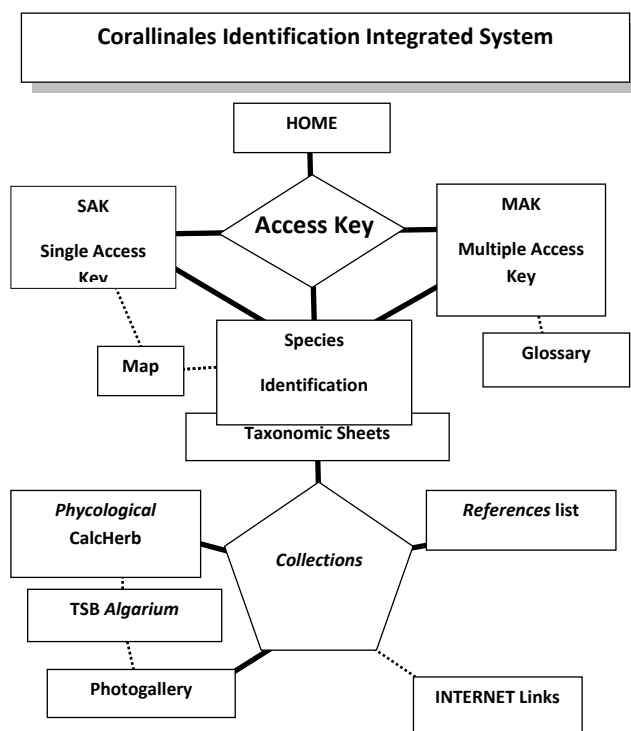 Corallinales Identification Integrated System
HOME
Access Key
SAK
Single Access
Key
MAK
Multiple Access
Key
Map
Species
Identification
Glossary
Taxonomic Sheets
Phycological
CalcHerb
Collections
References list
TSB Algarium
Photogallery
INTERNET Links